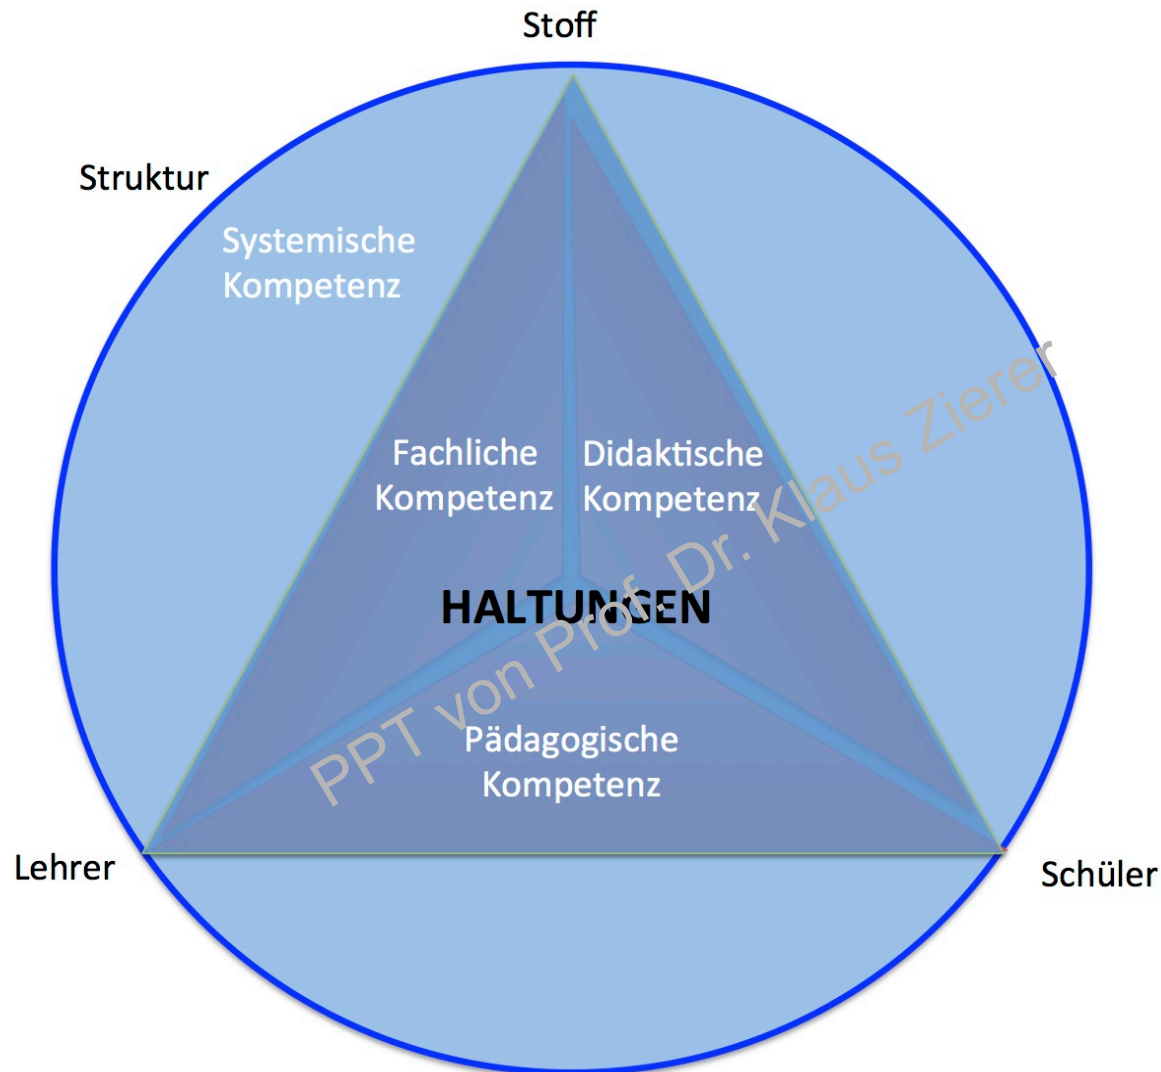 Stoff
Struktur
Systemische
Kompetenz
Fachliche
Kompetenz
Didaktische
Kompetenz
HALTUNGEN
PPT von Prof. Dr. Klaus Zierer
Pädagogische
Kompetenz
Lehrer
Schüler